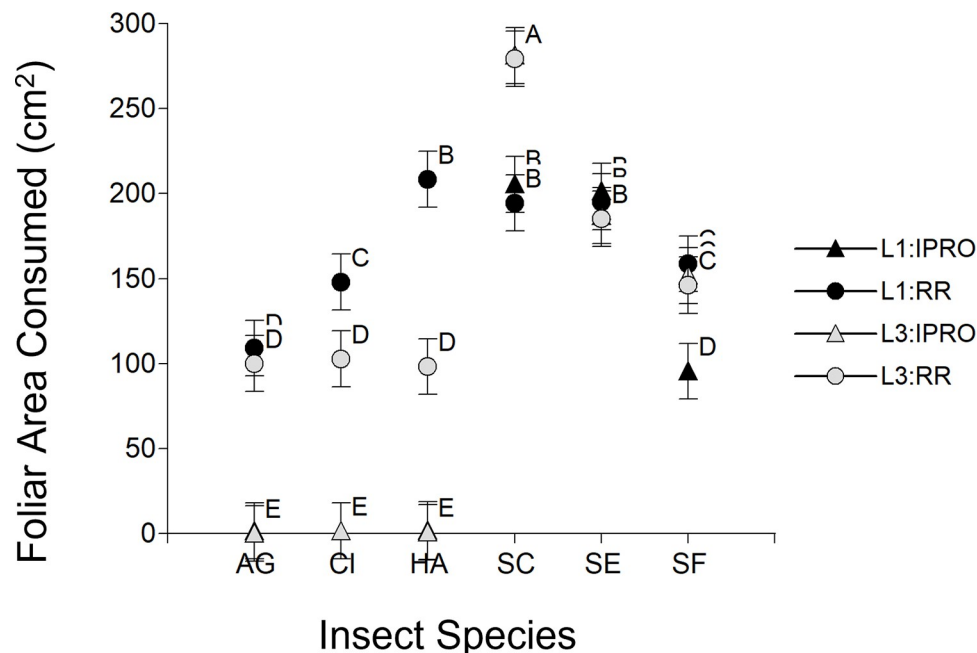 Foliar Area Consumed (cm²)
300
250
200
150
100
50
0
A
B
B
B
B
B
C
C
C
C
D
D
D
D
D
D
E
E
E
AG
CI
HA
SC
SE
SF
Insect Species
L1:IPRO
L1:RR
L3:IPRO
L3:RR